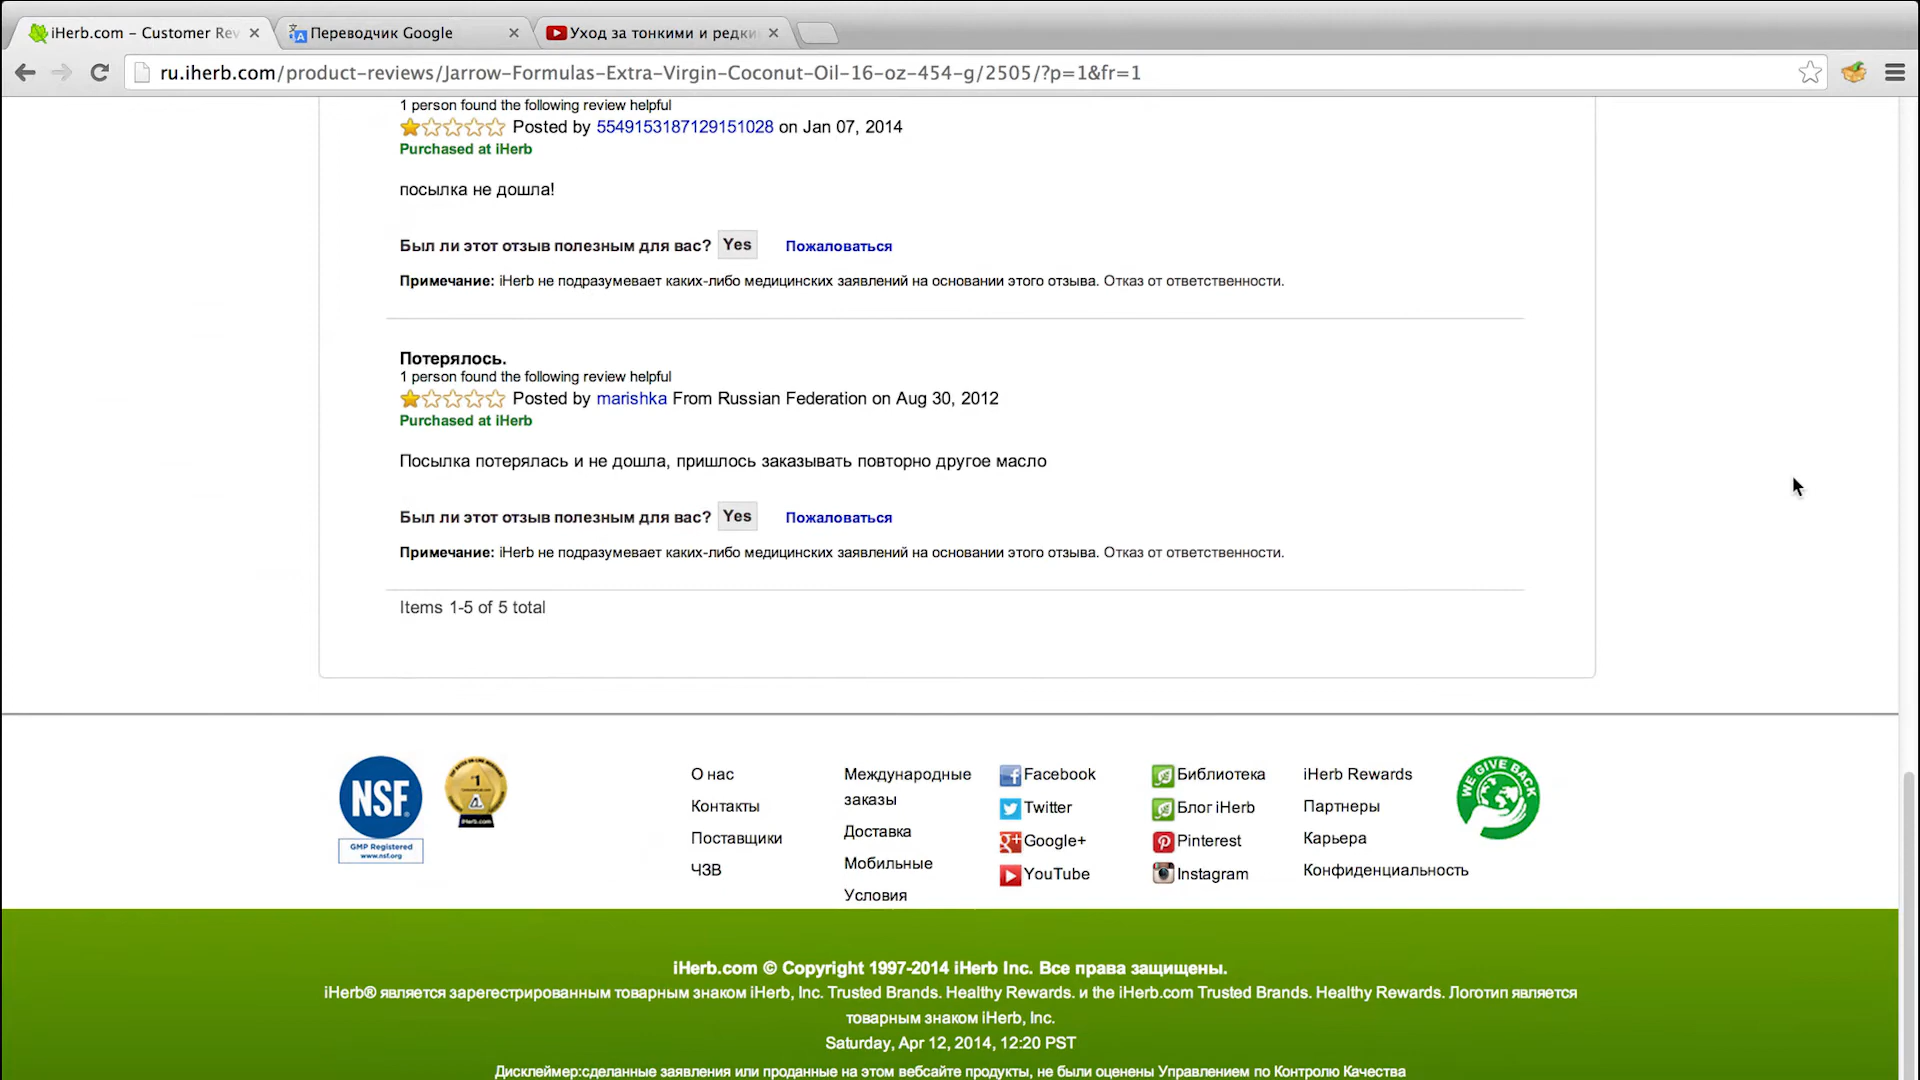 iHerb.com – Customer Rev
Переводчик Google
Уход за тонкими и редки
ru.iherb.com/product-reviews/Jarrow-Formulas-Extra-Virgin-Coconut-Oil-16-oz-454-g/2505/?p=1&fr=1
1 person found the following review helpful
Posted by 5549153187129151028 on Jan 07, 2014
Purchased at iHerb
посылка не дошла!
Был ли этот отзыв полезным для вас? Yes Пожаловаться
Примечание: iHerb не подразумевает каких-либо медицинских заявлений на основании этого отзыва. Отказ от ответственности.
Потерялось.
1 person found the following review helpful
Posted by marishka From Russian Federation on Aug 30, 2012
Purchased at iHerb
Посылка потерялась и не дошла, пришлось заказывать повторно другое масло
Был ли этот отзыв полезным для вас? Yes Пожаловаться
Примечание: iHerb не подразумевает каких-либо медицинских заявлений на основании этого отзыва. Отказ от ответственности.
Items 1-5 of 5 total
NSF
GMP Registered
www.nsf.org
#1
iHerb.com
О нас
Контакты
Поставщики
ЧЗВ
Международные
заказы
Доставка
Мобильные
Условия
Facebook
Twitter
Google+
YouTube
Библиотека
Блог iHerb
Pinterest
Instagram
iHerb Rewards
Партнеры
Карьера
Конфиденциальность
WE GIVE BACK
iHerb.com © Copyright 1997-2014 iHerb Inc. Все права защищены.
iHerb® является зарегестрированным товарным знаком iHerb, Inc. Trusted Brands. Healthy Rewards. и the iHerb.com Trusted Brands. Healthy Rewards. Логотип является
товарным знаком iHerb, Inc.
Saturday, Apr 12, 2014, 12:20 PST
Дисклеймер:сделанные заявления или проданные на этом вебсайте продукты, не были оценены Управлением по Контролю Качества